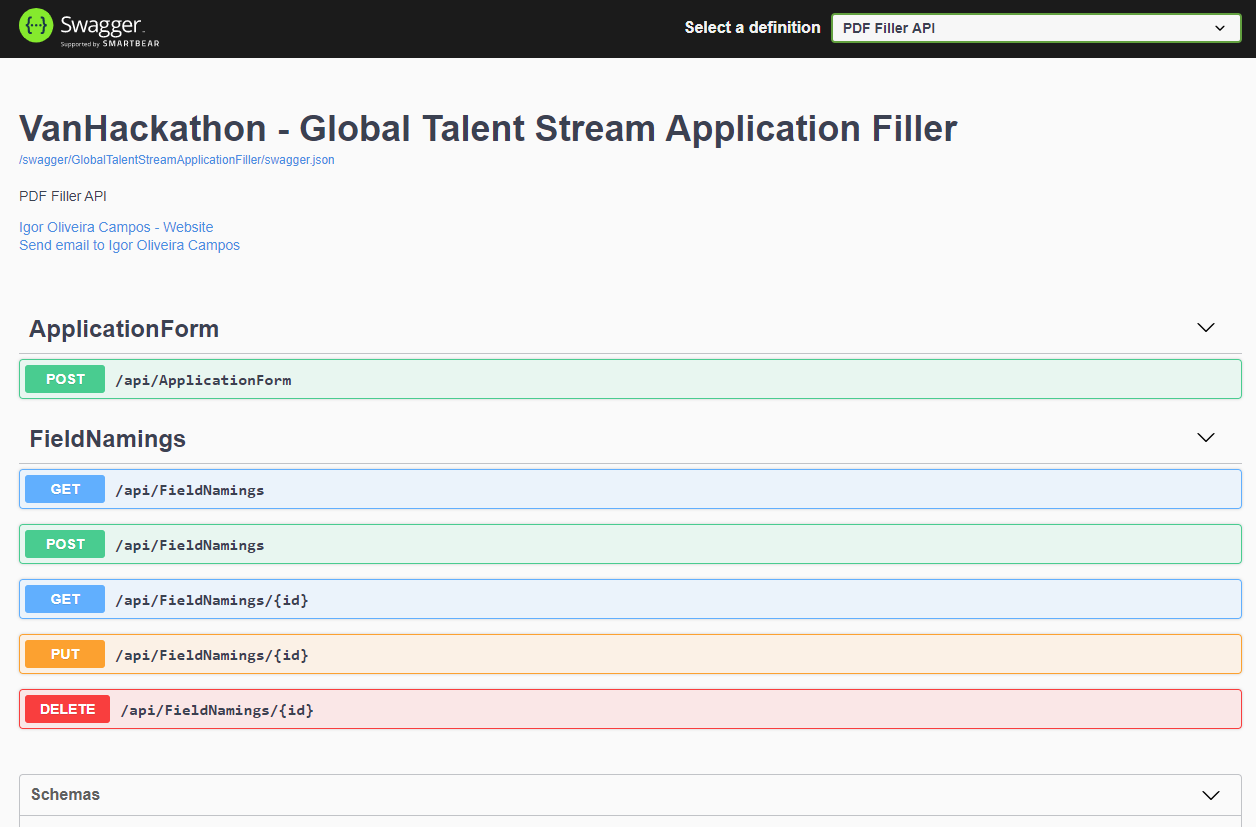 Swagger
Supported by SMARTBEAR
Select a definition
PDF Filler API
VanHackathon - Global Talent Stream Application Filler
/swagger/GlobalTalentStreamApplicationFiller/swagger.json
PDF Filler API
Igor Oliveira Campos - Website
Send email to Igor Oliveira Campos
ApplicationForm
POST /api/ApplicationForm
FieldNamings
GET /api/FieldNamings
POST /api/FieldNamings
GET /api/FieldNamings/{id}
PUT /api/FieldNamings/{id}
DELETE /api/FieldNamings/{id}
Schemas